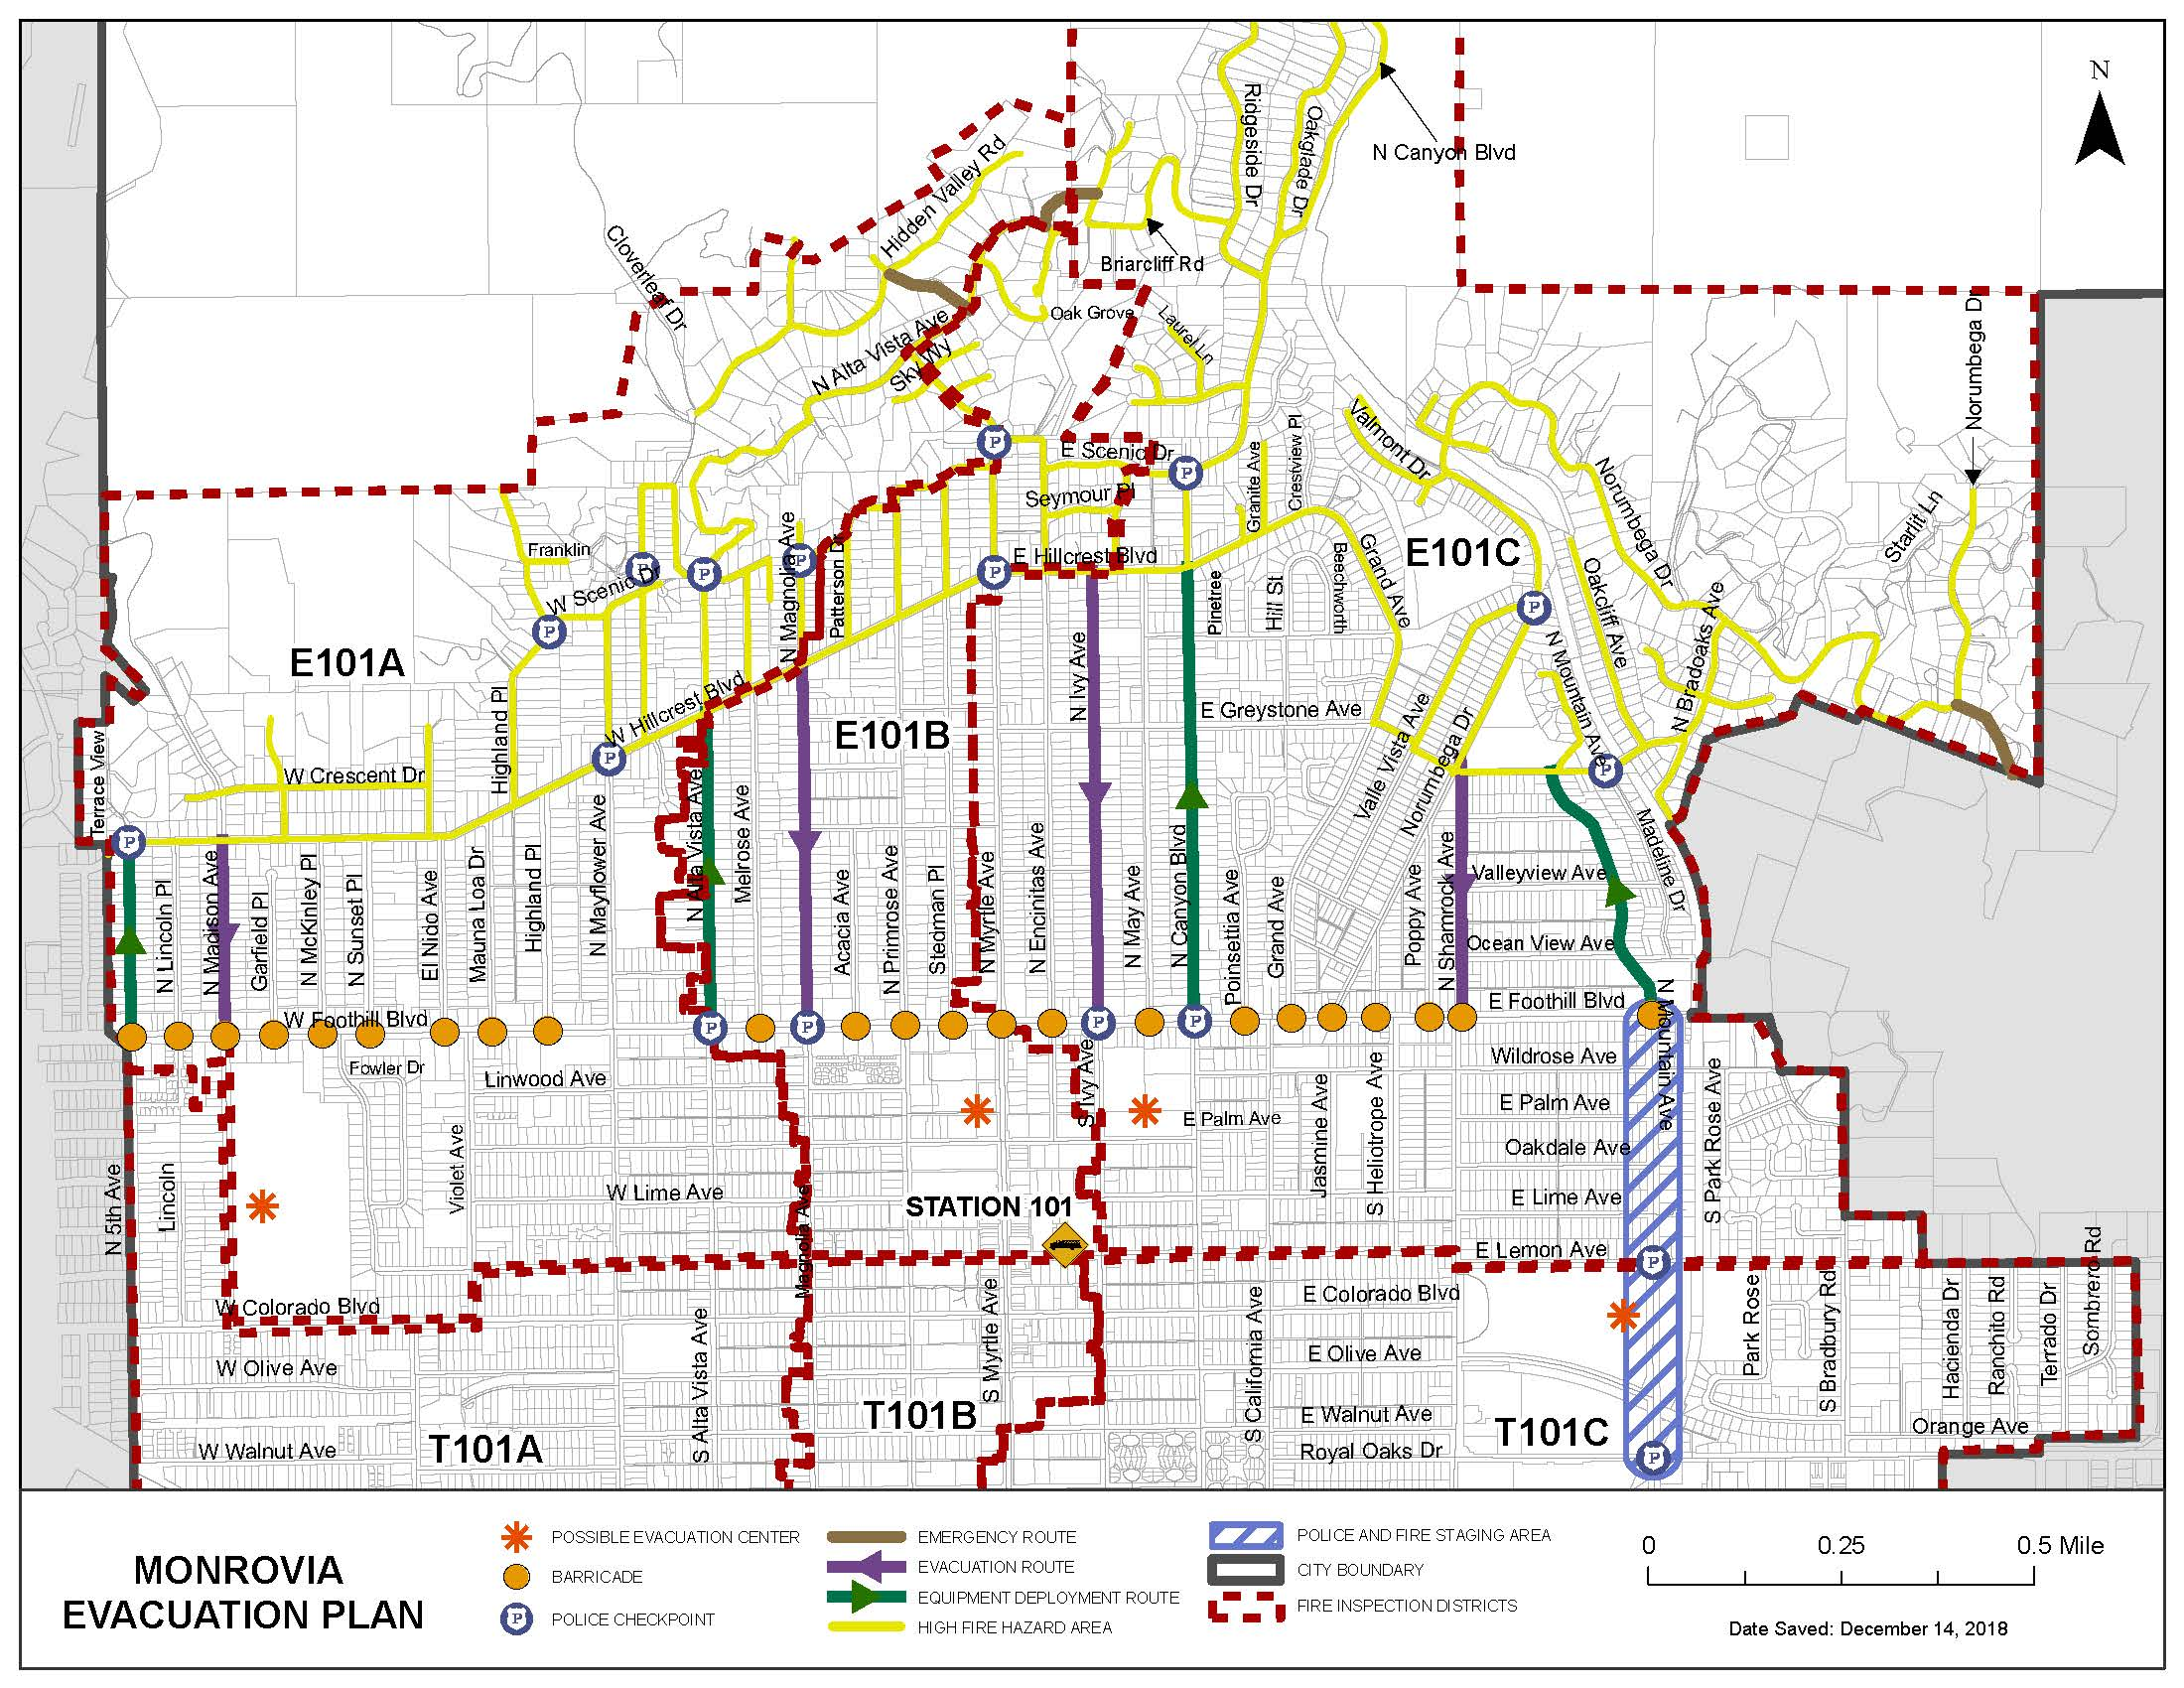 N
N Canyon Blvd
Ridgeside Dr
Oakglade Dr
Hidden Valley Rd
Cloverleaf Dr
Briarcliff Rd
Oak Grove
Laurel Ln
N Alta Vista Ave
Sky Wy
Norumbega Dr
Valmont Dr
E Scenic Dr
Seymour Pl
Granite Ave
Crestview Pl
Norumbega Dr
Starlit Ln
Franklin
W Scenic Dr
N Magnolia Ave
Patterson Dr
E Hillcrest Blvd
Pinetree
Hill St
Beechworth
Grand Ave
E101C
Oakcliff Ave
N Bradoaks Ave
N Mountain Ave
E101A
Highland Pl
W Hillcrest Blvd
E101B
N Ivy Ave
E Greystone Ave
Valle Vista Ave
Norumbega Dr
Terrace View
W Crescent Dr
N Lincoln Pl
N Madison Ave
Garfield Pl
N McKinley Pl
N Sunset Pl
El Nido Ave
Mauna Loa Dr
Highland Pl
N Mayflower Ave
N Alta Vista Ave
Melrose Ave
Acacia Ave
N Primrose Ave
Stedman Pl
N Myrtle Ave
N Encinitas Ave
N May Ave
N Canyon Blvd
Poinsettia Ave
Grand Ave
Poppy Ave
N Shamrock Ave
Valleyview Ave
Madeline Dr
Ocean View Ave
E Foothill Blvd
N Mountain Ave
W Foothill Blvd
Fowler Dr
Linwood Ave
S Ivy Ave
E Palm Ave
Jasmine Ave
S Heliotrope Ave
Wildrose Ave
E Palm Ave
Oakdale Ave
E Lime Ave
E Lemon Ave
S Park Rose Ave
N 5th Ave
Lincoln
Violet Ave
W Lime Ave
Magnolia Ave
STATION 101
W Colorado Blvd
W Olive Ave
W Walnut Ave
T101A
S Alta Vista Ave
T101B
S Myrtle Ave
S California Ave
E Colorado Blvd
E Olive Ave
E Walnut Ave
Royal Oaks Dr
T101C
Park Rose
S Bradbury Rd
Hacienda Dr
Ranchito Rd
Terrado Dr
Sombrero Rd
Orange Ave
MONROVIA
EVACUATION PLAN
POSSIBLE EVACUATION CENTER
BARRICADE
P POLICE CHECKPOINT
EMERGENCY ROUTE
EVACUATION ROUTE
EQUIPMENT DEPLOYMENT ROUTE
HIGH FIRE HAZARD AREA
POLICE AND FIRE STAGING AREA
CITY BOUNDARY
FIRE INSPECTION DISTRICTS
0 0.25 0.5 Mile
Date Saved: December 14, 2018